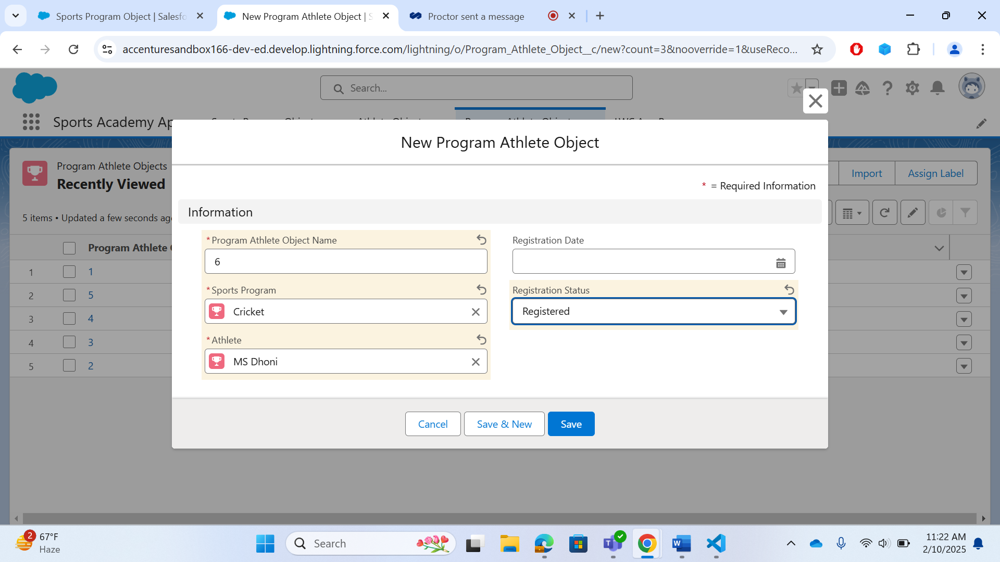 Sports Program Object | Salesfo
New Program Athlete Object | S
Proctor sent a message
accenturesandbox166-dev-ed.develop.lightning.force.com/lightning/o/Program_Athlete_Object__c/new?count=3&nooverride=1&useReco...
Search...
Sports Academy Ap
New Program Athlete Object
Program Athlete Objects
Recently Viewed
Import
Assign Label
* = Required Information
Information
5 items • Updated a few seconds ago
*Program Athlete Object Name
Registration Date
6
Program Athlete O
*Sports Program
Registration Status
Cricket
Registered
*Athlete
MS Dhoni
1 1
2 5
3 4
4 3
5 2
Cancel
Save & New
Save
2
67°F
Haze
Search
11:22 AM
2/10/2025